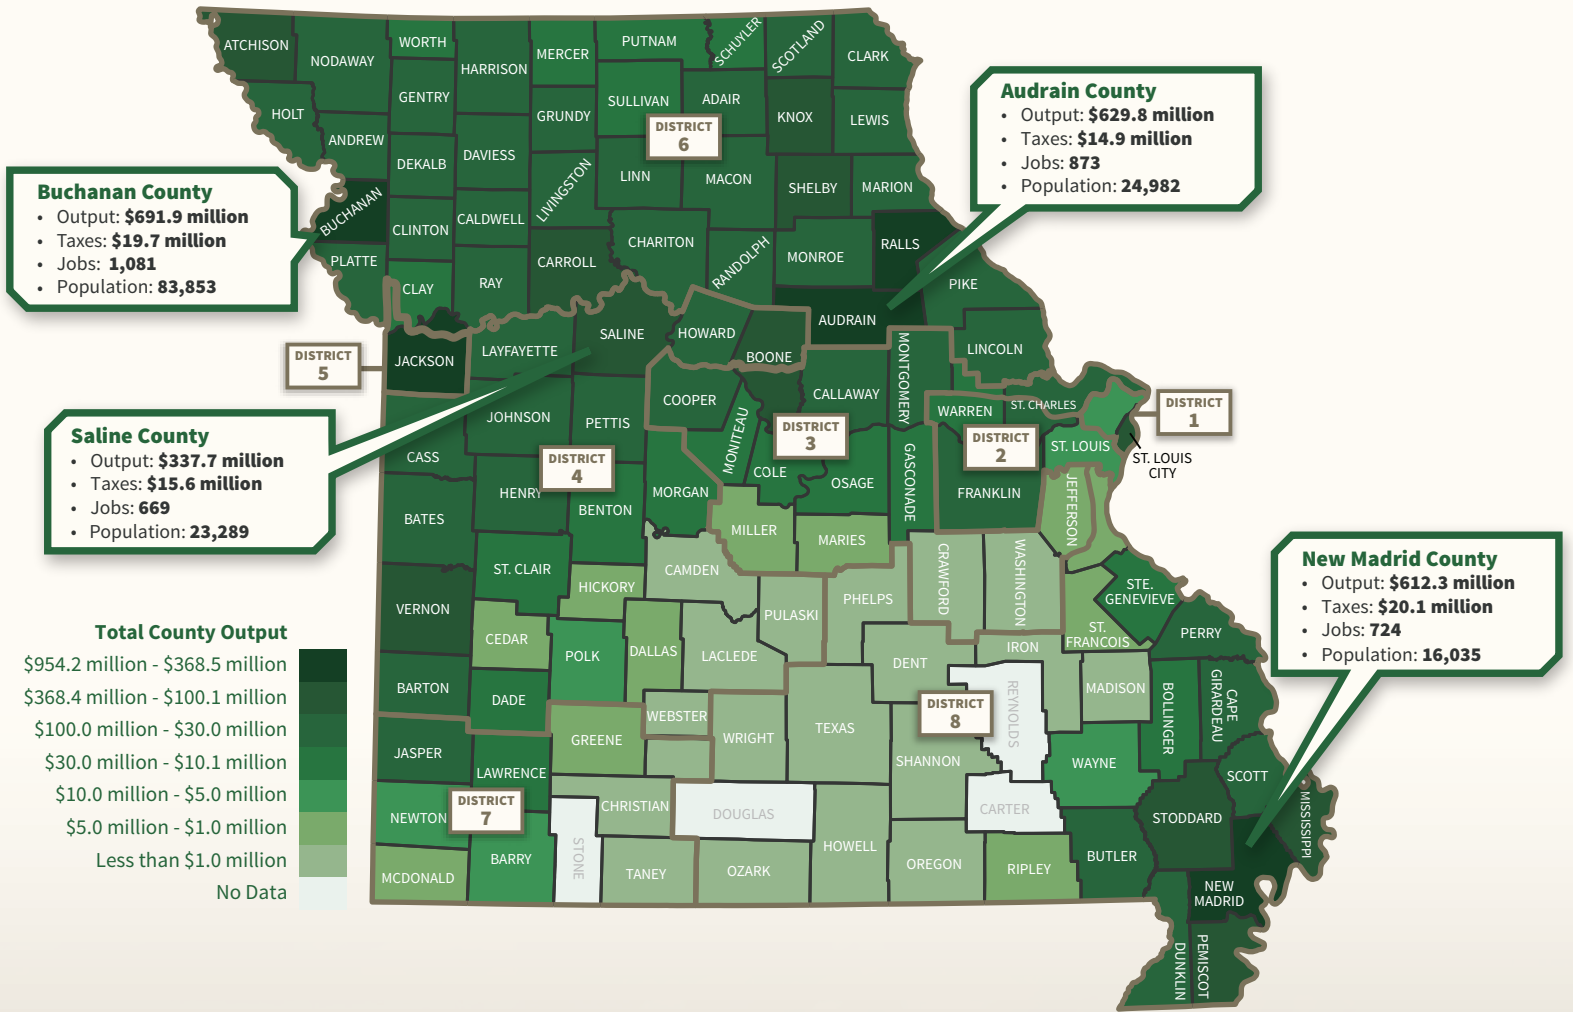 ATCHISON
NODAWAY
WORTH
HARRISON
MERCER
PUTNAM
SCHUYLER
SCOTLAND
CLARK
HOLT
GENTRY
GRUNDY
SULLIVAN
ADAIR
KNOX
LEWIS
ANDREW
DEKALB
DAVIESS
LIVINGSTON
DISTRICT
6
LINN
MACON
SHELBY
MARION
BUCHANAN
CLINTON
CALDWELL
CARROLL
CHARITON
RANDOLPH
MONROE
RALLS
PLATTE
CLAY
RAY
PIKE
Audrain County
• Output: $629.8 million
• Taxes: $14.9 million
• Jobs: 873
• Population: 24,982
Buchanan County
• Output: $691.9 million
• Taxes: $19.7 million
• Jobs: 1,081
• Population: 83,853
DISTRICT
5
JACKSON
LAYFAYETTE
SALINE
HOWARD
BOONE
AUDRAIN
MONTGOMERY
LINCOLN
COOPER
CALLAWAY
WARREN
ST. CHARLES
DISTRICT
1
JOHNSON
PETTIS
MONITEAU
DISTRICT
3
DISTRICT
2
ST. LOUIS
ST. LOUIS
CITY
Saline County
• Output: $337.7 million
• Taxes: $15.6 million
• Jobs: 669
• Population: 23,289
CASS
DISTRICT
4
COLE
OSAGE
GASCONADE
FRANKLIN
JEFFERSON
BATES
HENRY
BENTON
MORGAN
MILLER
MARIES
ST. CLAIR
HICKORY
CAMDEN
PULASKI
PHELPS
CRAWFORD
WASHINGTON
STE.
GENEVIEVE
New Madrid County
• Output: $612.3 million
• Taxes: $20.1 million
• Jobs: 724
• Population: 16,035
VERNON
CEDAR
POLK
DALLAS
LACLEDE
DENT
IRON
ST.
FRANCOIS
PERRY
BARTON
DADE
WEBSTER
WRIGHT
TEXAS
DISTRICT
8
REYNOLDS
MADISON
BOLLINGER
CAPE
GIRARDEAU
JASPER
LAWRENCE
GREENE
SHANNON
WAYNE
SCOTT
NEWTON
DISTRICT
7
CHRISTIAN
DOUGLAS
CARTER
STODDARD
MISSISSIPPI
MCDONALD
BARRY
STONE
TANEY
OZARK
HOWELL
OREGON
RIPLEY
BUTLER
NEW
MADRID
DUNKLIN
PEMISCOT
Total County Output
$954.2 million - $368.5 million
$368.4 million - $100.1 million
$100.0 million - $30.0 million
$30.0 million - $10.1 million
$10.0 million - $5.0 million
$5.0 million - $1.0 million
Less than $1.0 million
No Data